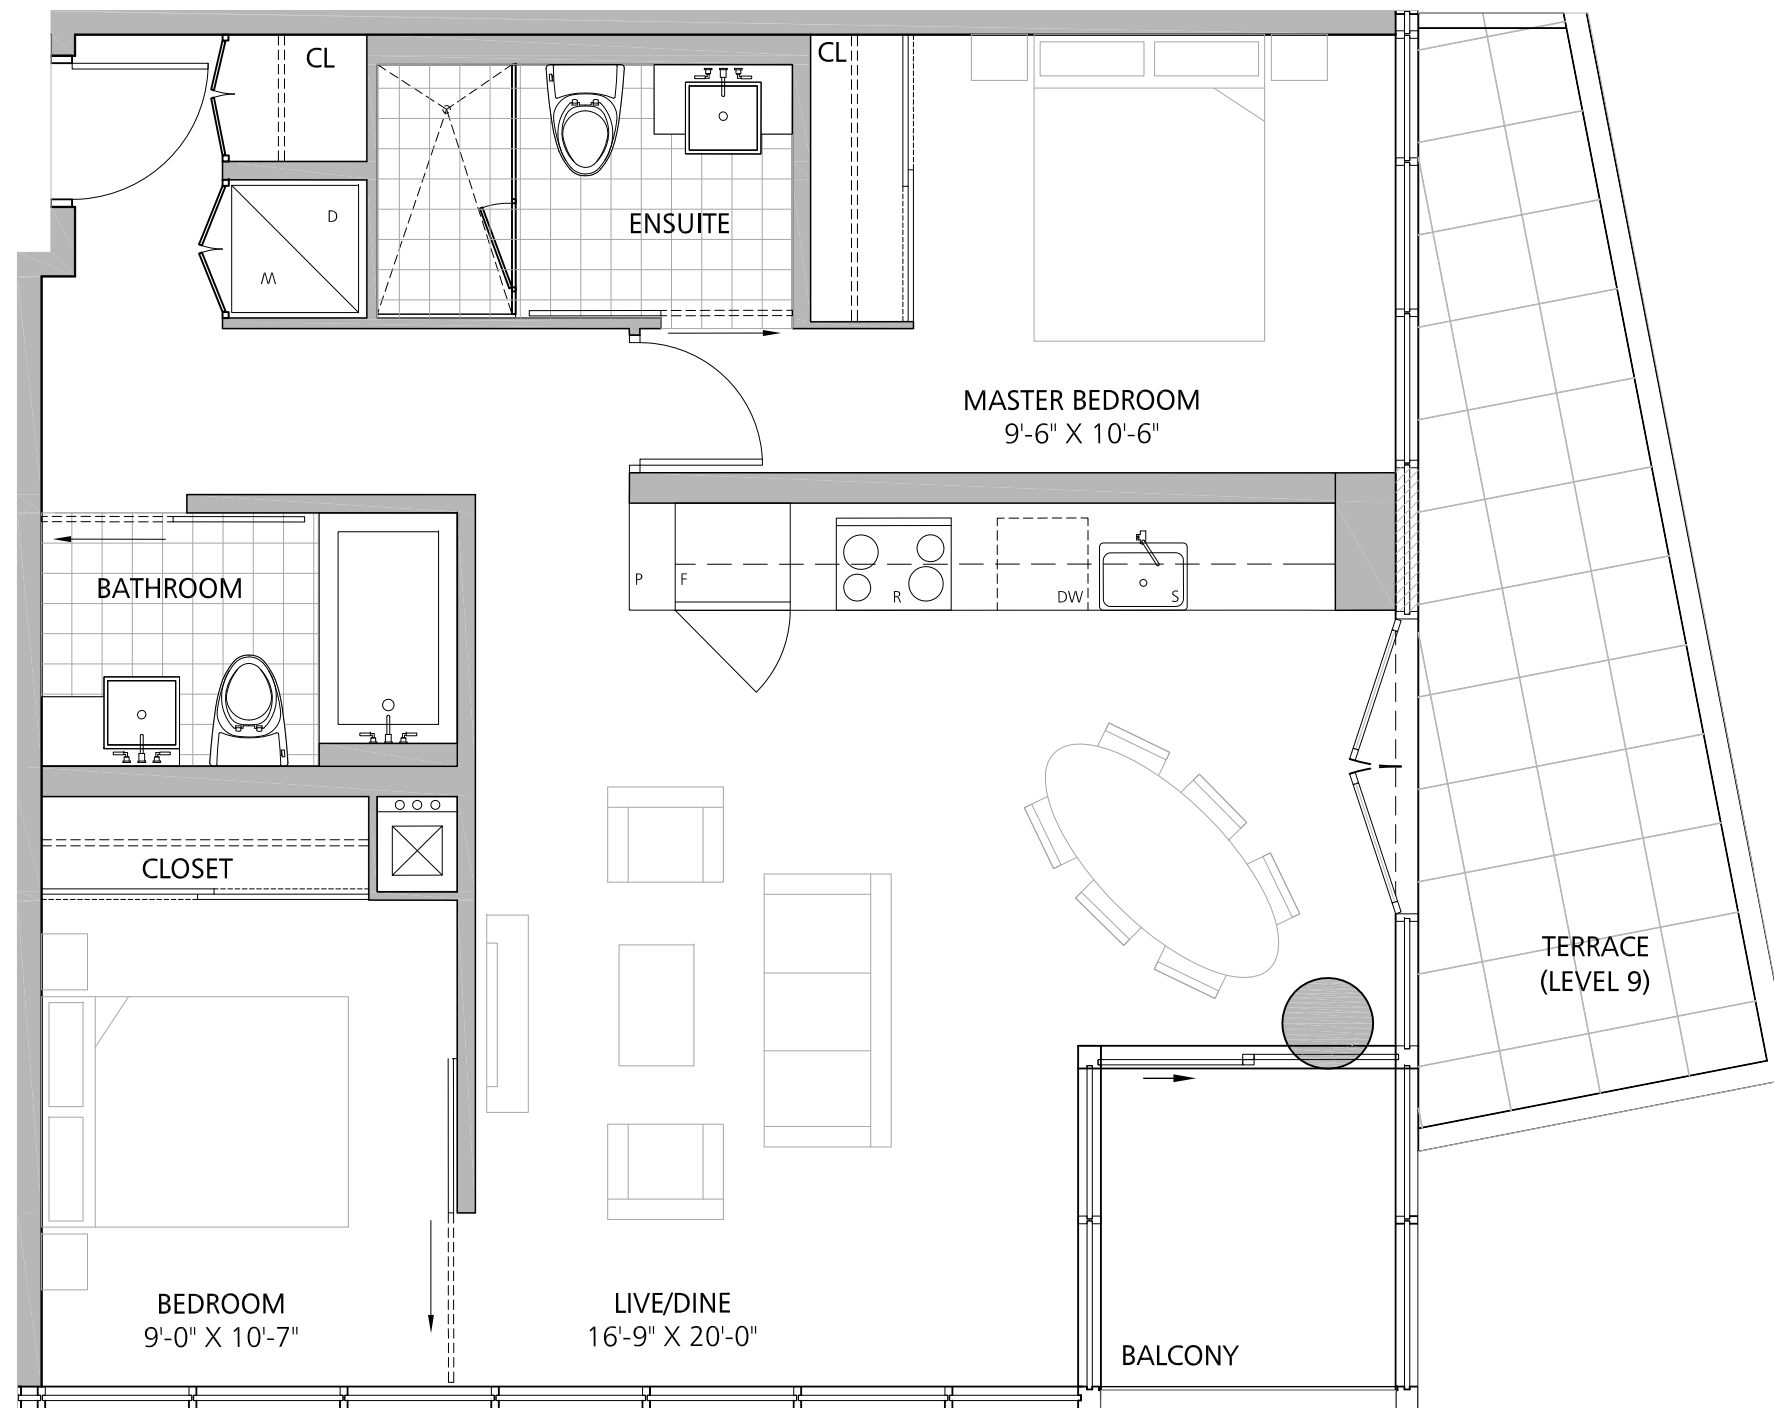 CL
CL
D
W
ENSUITE
MASTER BEDROOM
9'-6" X 10'-6"
BATHROOM
P
F
R
DW
S
CLOSET
TERRACE
(LEVEL 9)
BEDROOM
9'-0" X 10'-7"
LIVE/DINE
16'-9" X 20'-0"
BALCONY